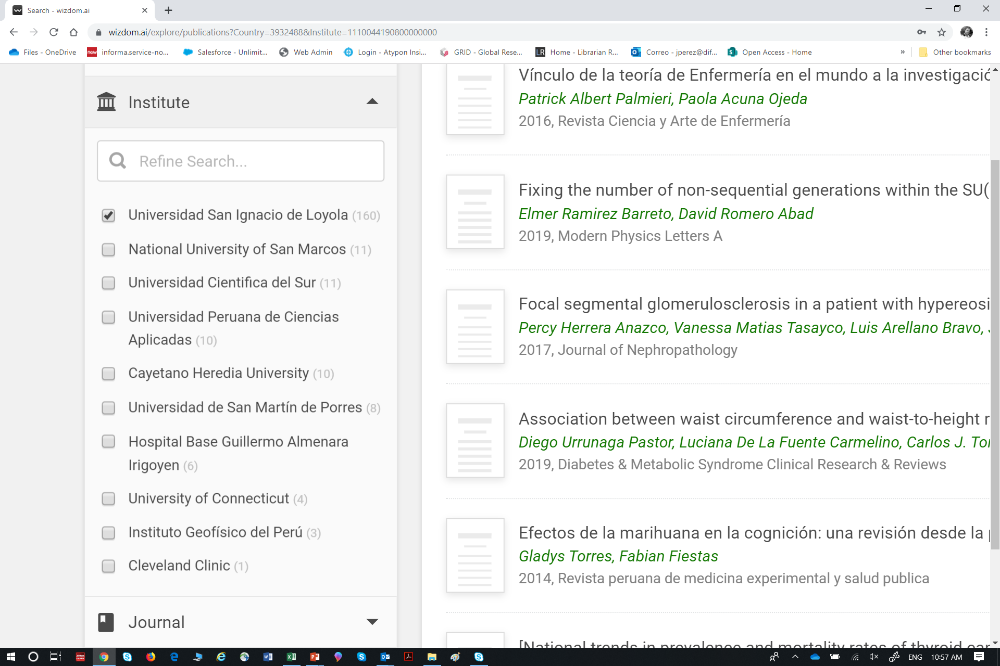 Search - wizdom.ai
wizdom.ai/explore/publications?Country=3932488&Institute=1110044190800000000
Files - OneDrive
now
informa.service-no...
Salesforce - Unlimit...
Web Admin
Login - Atypon Insi...
GRID - Global Rese...
LR
Home - Librarian R...
Correo - jperez@dif...
Open Access - Home
»
Other bookmarks
Institute
Refine Search...
Universidad San Ignacio de Loyola (160)
National University of San Marcos (11)
Universidad Cientifica del Sur (11)
Universidad Peruana de Ciencias
Aplicadas (10)
Cayetano Heredia University (10)
Universidad de San Martín de Porres (8)
Hospital Base Guillermo Almenara
Irigoyen (6)
University of Connecticut (4)
Instituto Geofísico del Perú (3)
Cleveland Clinic (1)
Journal
Vínculo de la teoría de Enfermería en el mundo a la investigació
Patrick Albert Palmieri, Paola Acuna Ojeda
2016, Revista Ciencia y Arte de Enfermería
Fixing the number of non-sequential generations within the SU(
Elmer Ramirez Barreto, David Romero Abad
2019, Modern Physics Letters A
Focal segmental glomerulosclerosis in a patient with hypereosi
Percy Herrera Anazco, Vanessa Matias Tasayco, Luis Arellano Bravo,
2017, Journal of Nephropathology
Association between waist circumference and waist-to-height r
Diego Urrunaga Pastor, Luciana De La Fuente Carmelino, Carlos J. Tor
2019, Diabetes & Metabolic Syndrome Clinical Research & Reviews
Efectos de la marihuana en la cognición: una revisión desde la p
Gladys Torres, Fabian Fiestas
2014, Revista peruana de medicina experimental y salud publica
[National trends in prevalence and mortality rates of thyroid can
ENG
10:57 AM